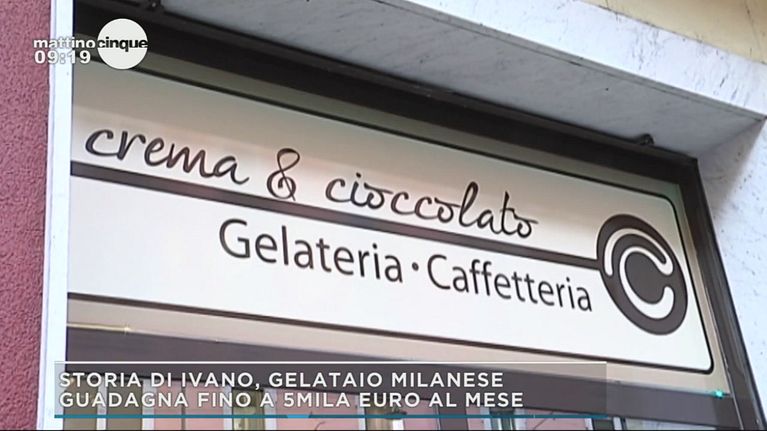 mattino cinque
09:19
crema & cioccolato
Gelateria • Caffetteria
STORIA DI IVANO, GELATAIO MILANESE
GUADAGNA FINO A 5MILA EURO AL MESE